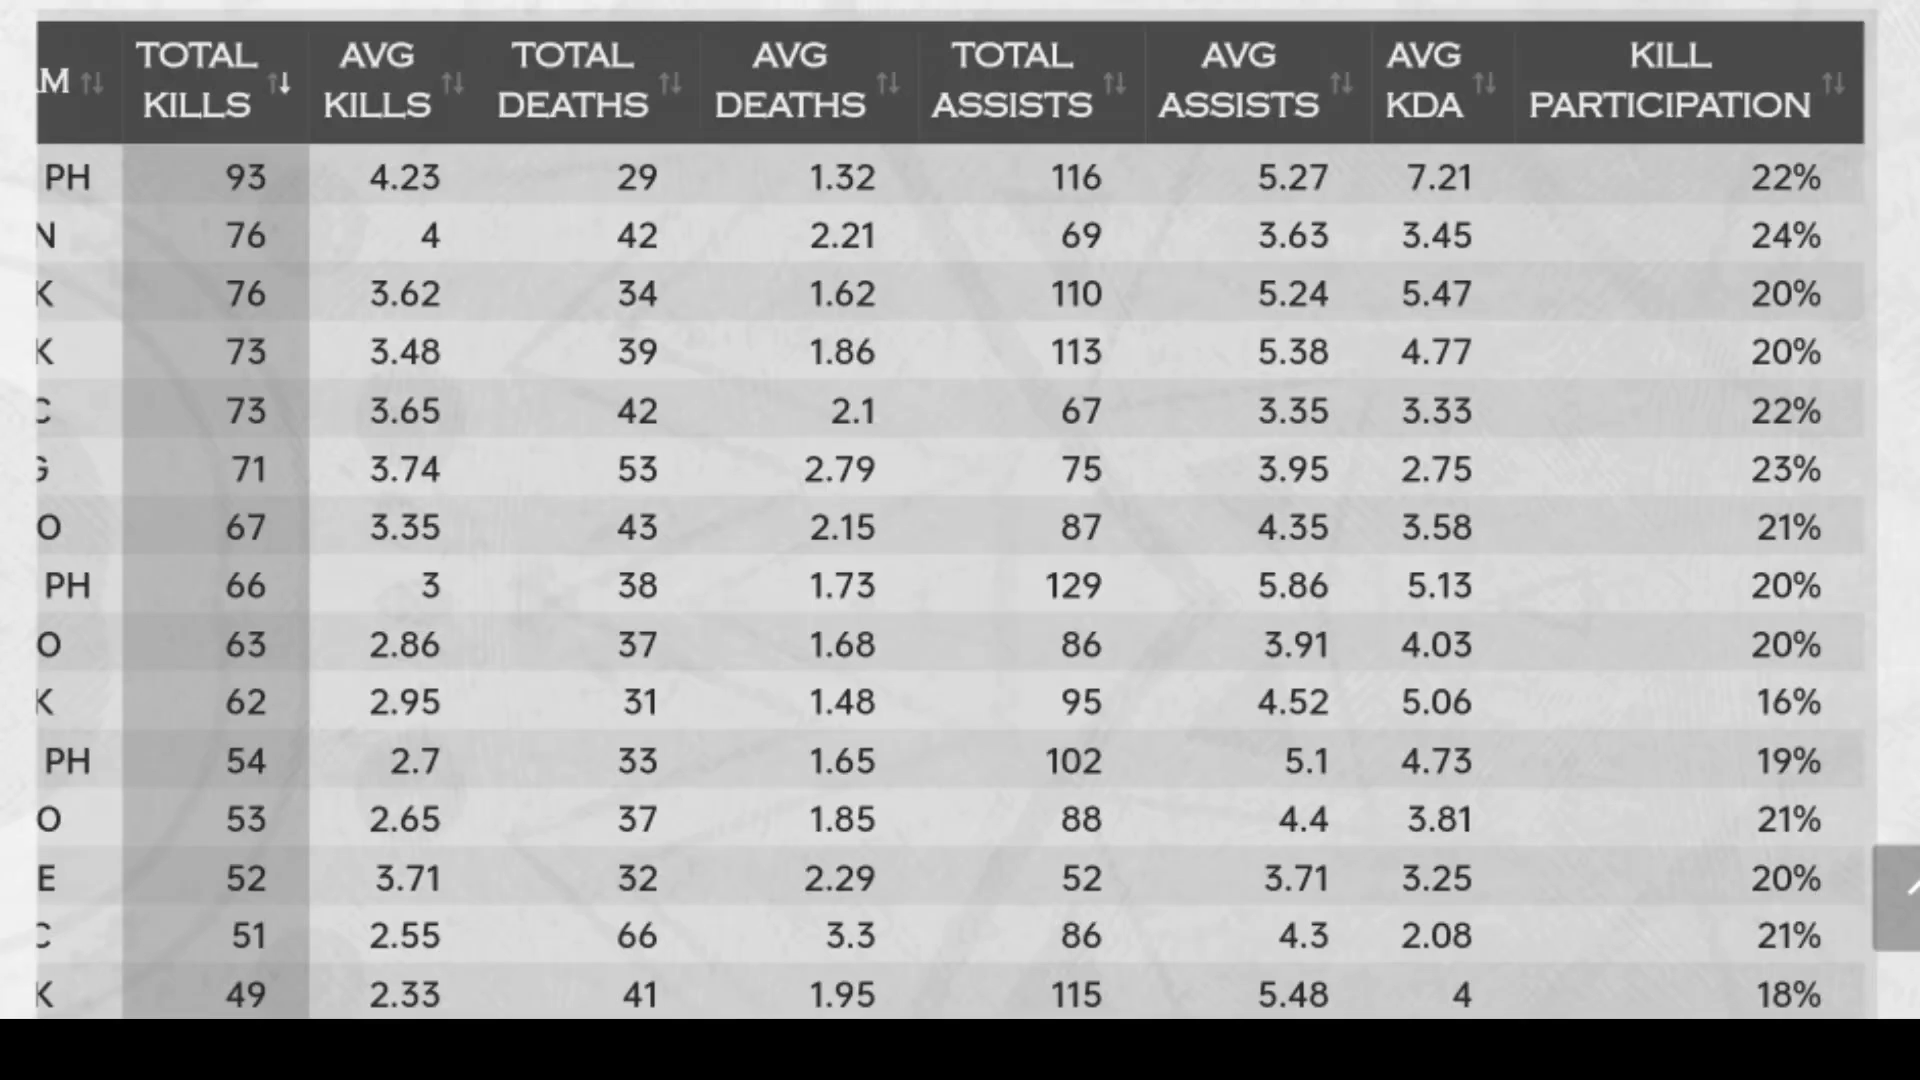 TOTAL KILLS AVG KILLS TOTAL DEATHS AVG DEATHS TOTAL ASSISTS AVG ASSISTS AVG KDA KILL PARTICIPATION
PH 93 4.23 29 1.32 116 5.27 7.21 22%
N 76 4 42 2.21 69 3.63 3.45 24%
K 76 3.62 34 1.62 110 5.24 5.47 20%
K 73 3.48 39 1.86 113 5.38 4.77 20%
C 73 3.65 42 2.1 67 3.35 3.33 22%
G 71 3.74 53 2.79 75 3.95 2.75 23%
O 67 3.35 43 2.15 87 4.35 3.58 21%
PH 66 3 38 1.73 129 5.86 5.13 20%
O 63 2.86 37 1.68 86 3.91 4.03 20%
K 62 2.95 31 1.48 95 4.52 5.06 16%
PH 54 2.7 33 1.65 102 5.1 4.73 19%
O 53 2.65 37 1.85 88 4.4 3.81 21%
E 52 3.71 32 2.29 52 3.71 3.25 20%
C 51 2.55 66 3.3 86 4.3 2.08 21%
K 49 2.33 41 1.95 115 5.48 4 18%